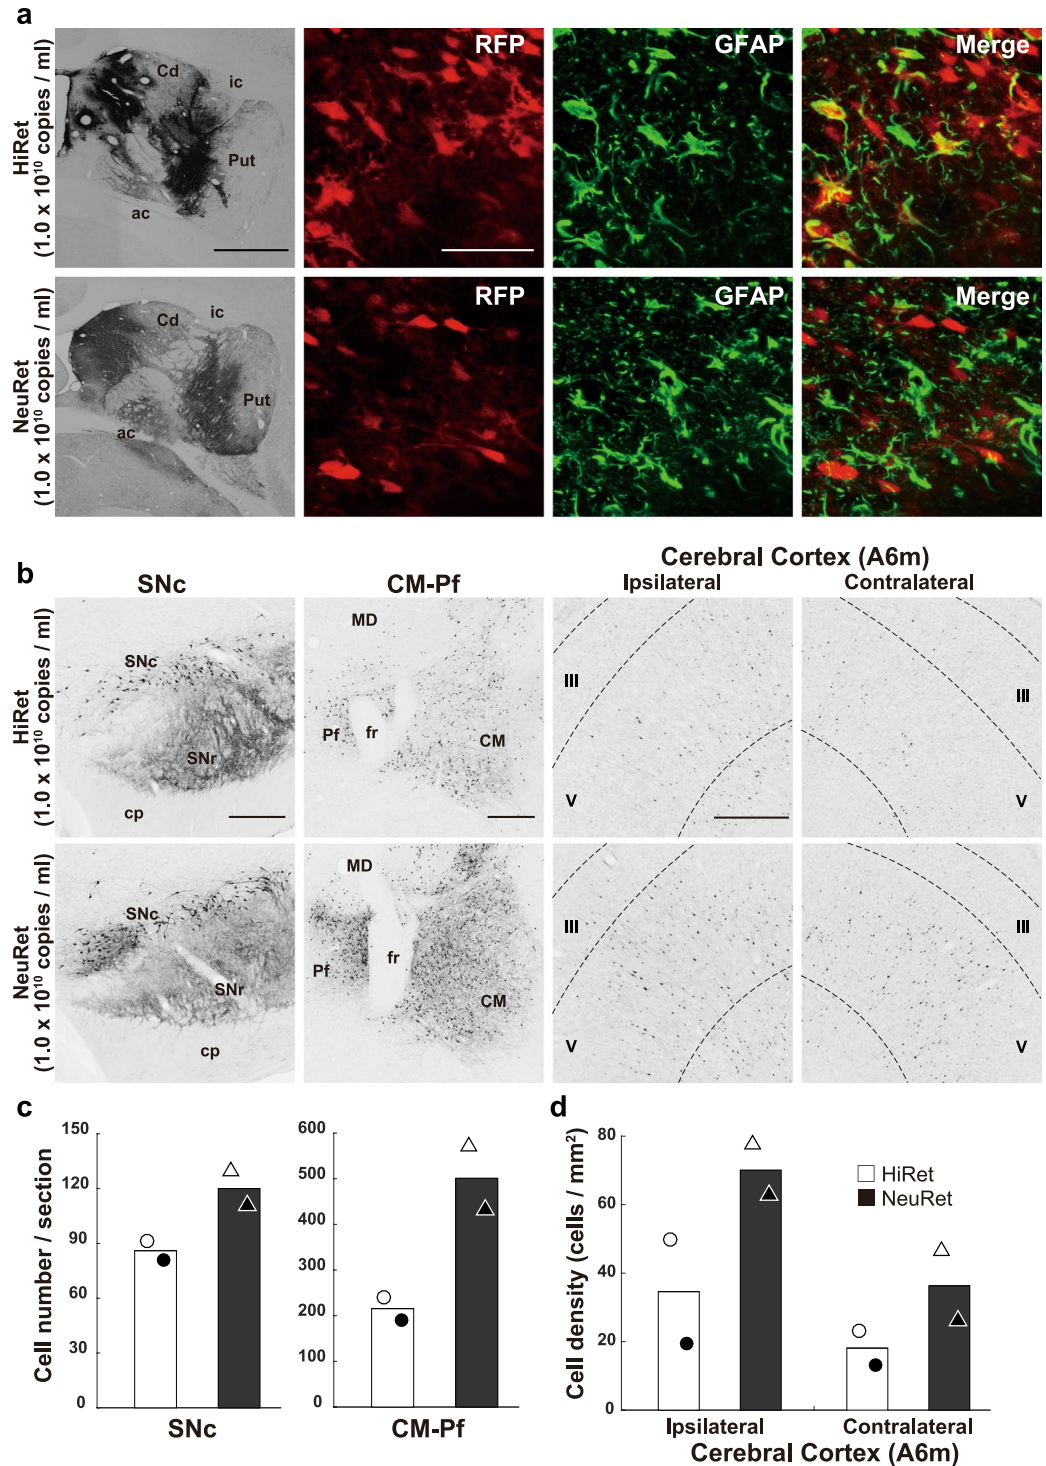 a
HiRet
(1.0 x 10¹⁰ copies / ml)
Cd
ic
Put
ac
RFP
GFAP
Merge
NeuRet
(1.0 x 10¹⁰ copies / ml)
Cd
ic
Put
ac
RFP
GFAP
Merge
b
Cerebral Cortex (A6m)
SNc
CM-Pf
Ipsilateral
Contralateral
HiRet
(1.0 x 10¹⁰ copies / ml)
SNc
SNr
cp
MD
Pf
fr
CM
III
V
III
V
NeuRet
(1.0 x 10¹⁰ copies / ml)
SNc
SNr
cp
MD
Pf
fr
CM
III
V
III
V
c
Cell number / section
150
120
90
60
30
0
SNc
600
500
400
300
200
100
0
CM-Pf
d
Cell density (cells / mm²)
80
60
40
20
0
HiRet
NeuRet
Ipsilateral
Contralateral
Cerebral Cortex (A6m)